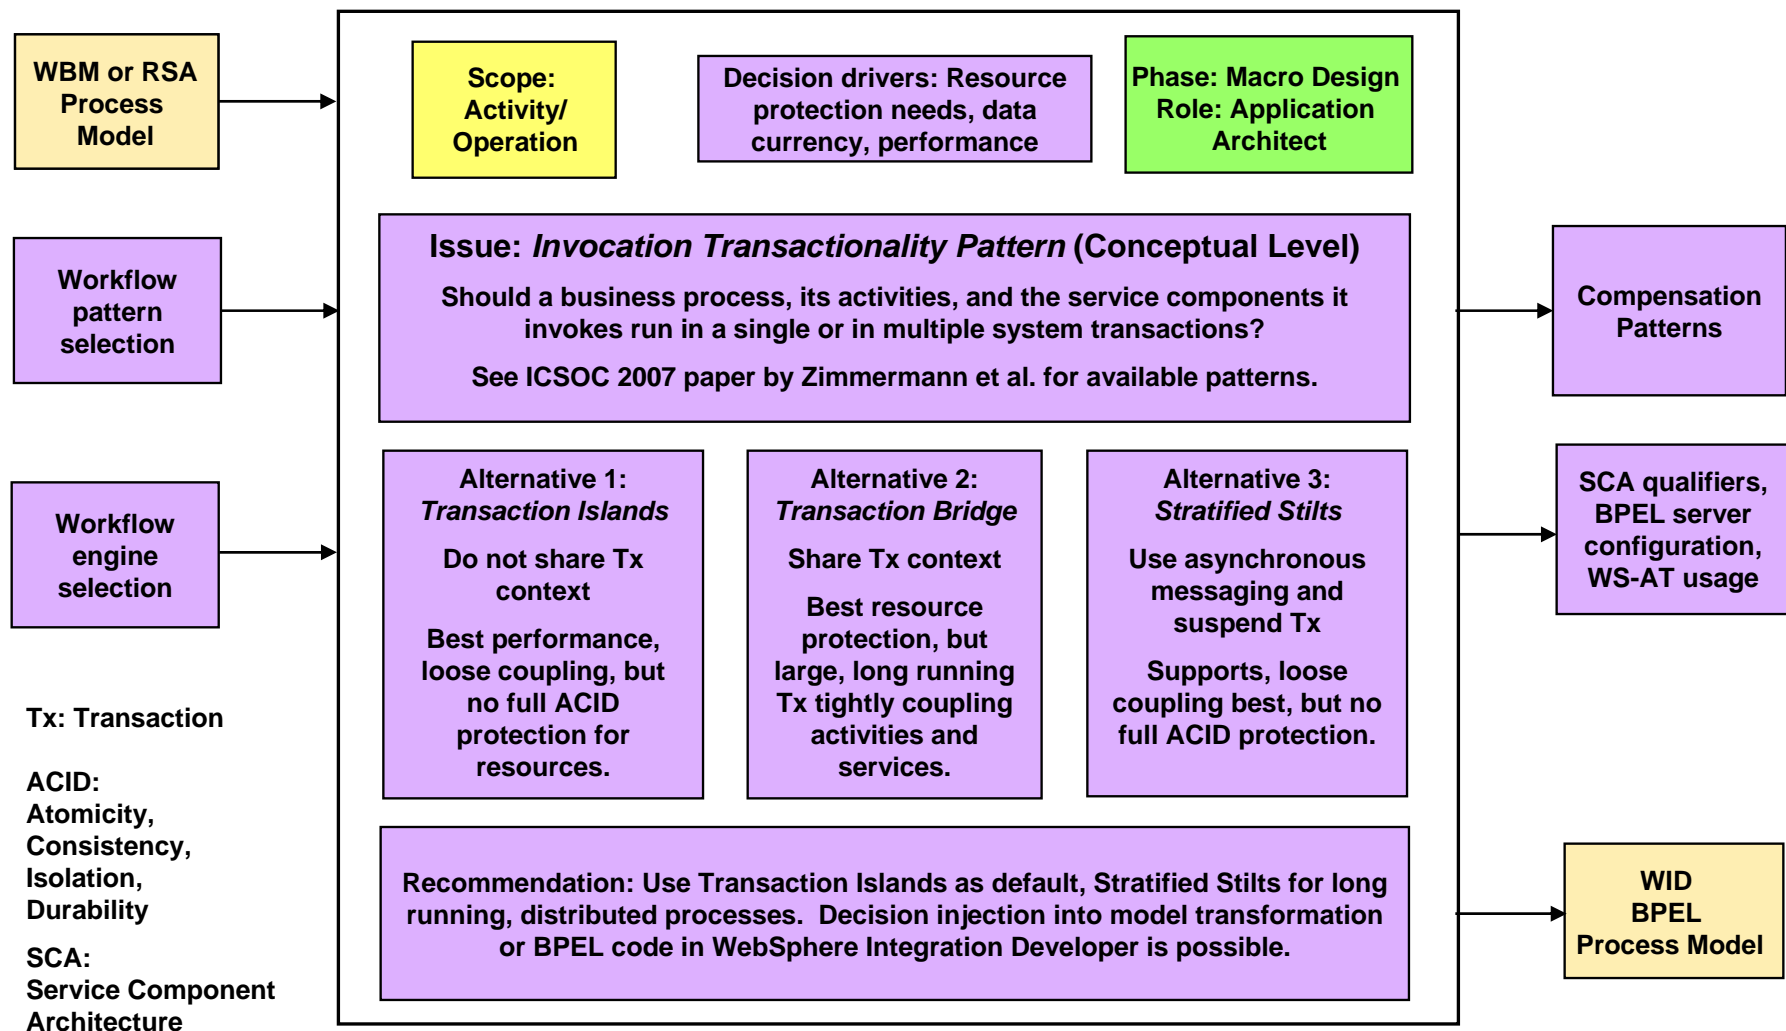 WBM or RSA
Process
Model
Workflow
pattern
selection
Workflow
engine
selection
Tx: Transaction
ACID:
Atomicity,
Consistency,
Isolation,
Durability
SCA:
Service Component
Architecture
Scope:
Activity/
Operation
Decision drivers: Resource
protection needs, data
currency, performance
Phase: Macro Design
Role: Application
Architect
Issue: Invocation Transactionality Pattern (Conceptual Level)
Should a business process, its activities, and the service components it
invokes run in a single or in multiple system transactions?
See ICSOC 2007 paper by Zimmermann et al. for available patterns.
Alternative 1:
Transaction Islands
Do not share Tx
context
Best performance,
loose coupling, but
no full ACID
protection for
resources.
Alternative 2:
Transaction Bridge
Share Tx context
Best resource
protection, but
large, long running
Tx tightly coupling
activities and
services.
Alternative 3:
Stratified Stilts
Use asynchronous
messaging and
suspend Tx
Supports, loose
coupling best, but no
full ACID protection.
Recommendation: Use Transaction Islands as default, Stratified Stilts for long
running, distributed processes.  Decision injection into model transformation
or BPEL code in WebSphere Integration Developer is possible.
Compensation
Patterns
SCA qualifiers,
BPEL server
configuration,
WS-AT usage
WID
BPEL
Process Model